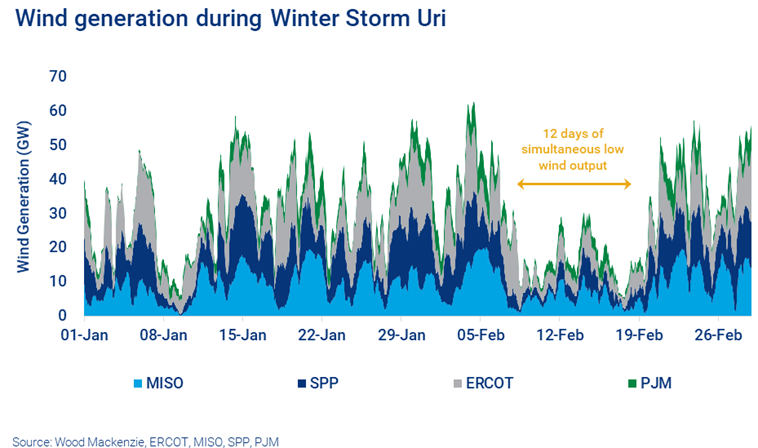 Wind generation during Winter Storm Uri
Wind Generation (GW)
70
60
50
40
30
20
10
0
12 days of
simultaneous low
wind output
01-Jan 08-Jan 15-Jan 22-Jan 29-Jan 05-Feb 12-Feb 19-Feb 26-Feb
MISO SPP ERCOT PJM
Source: Wood Mackenzie, ERCOT, MISO, SPP, PJM